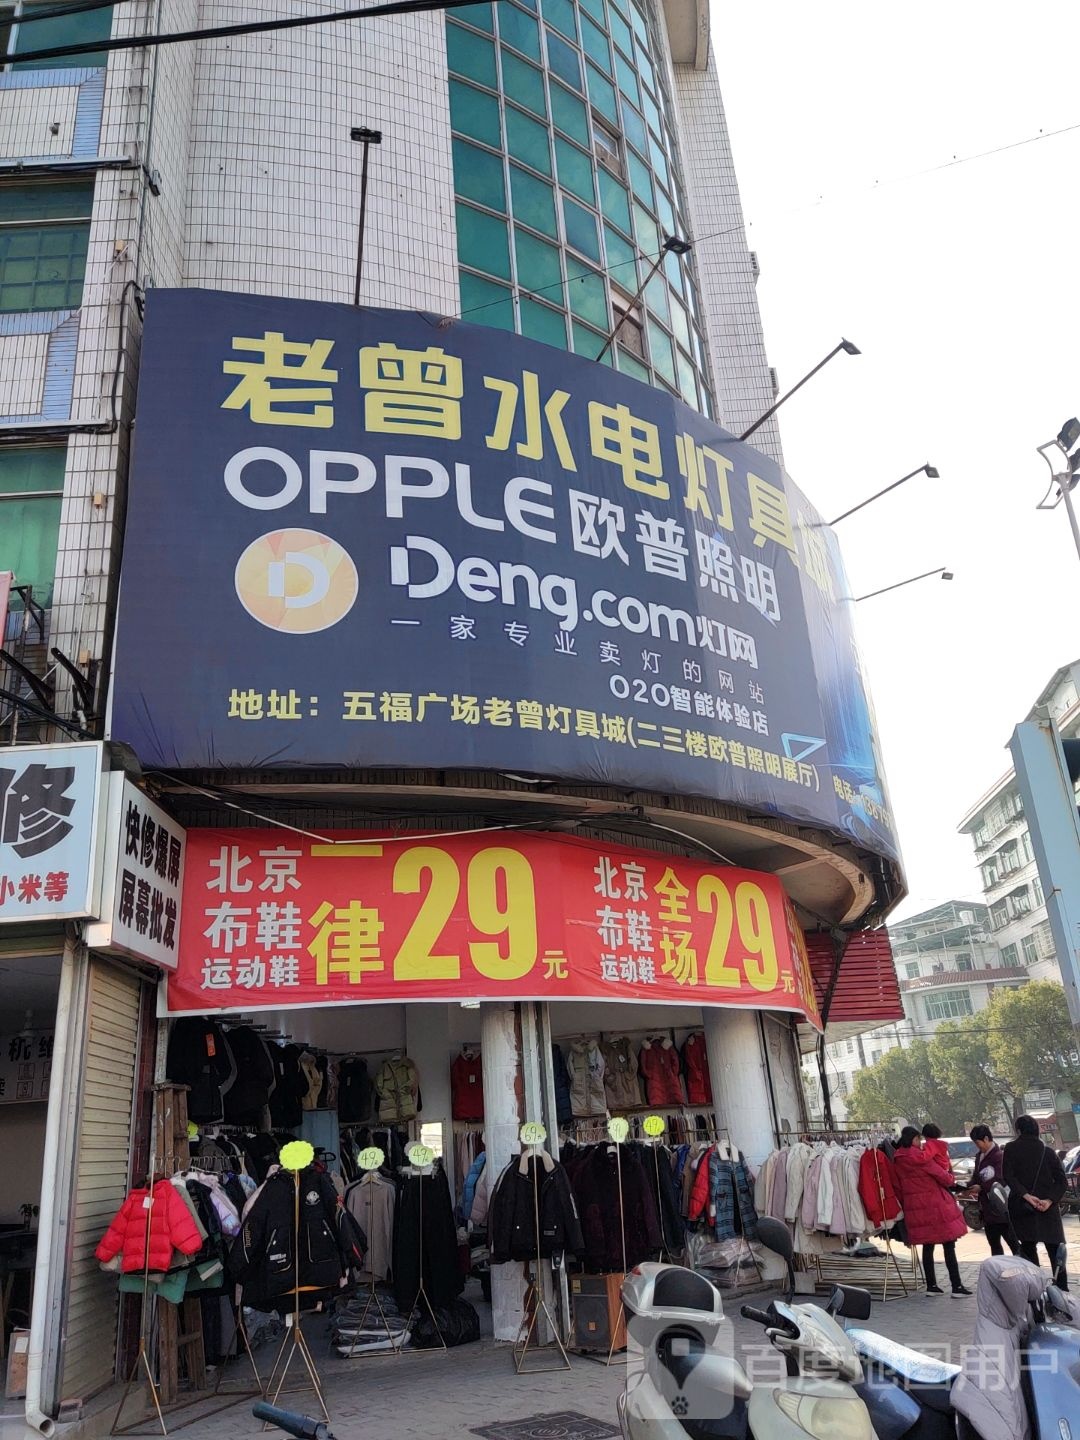 老曾水电灯具城
OPPLE欧普照明
D
Deng.com灯网
一家专业卖灯的网站
O2O智能体验店
地址：五福广场老曾灯具城(二三楼欧普照明展厅)
电话
修
小米等
快修爆屏
屏幕批发
北京
布鞋
运动鞋
一律29元
北京
布鞋
运动鞋
全场29元
49
69
49
百度地图用户